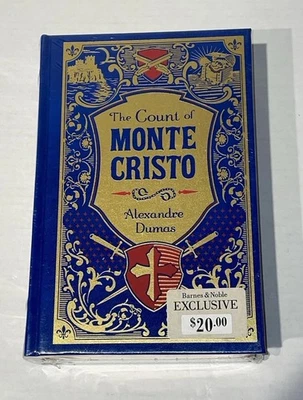 The Count of
MONTE
CRISTO
Alexandre
Dumas
Barnes & Noble
EXCLUSIVE
$20.00